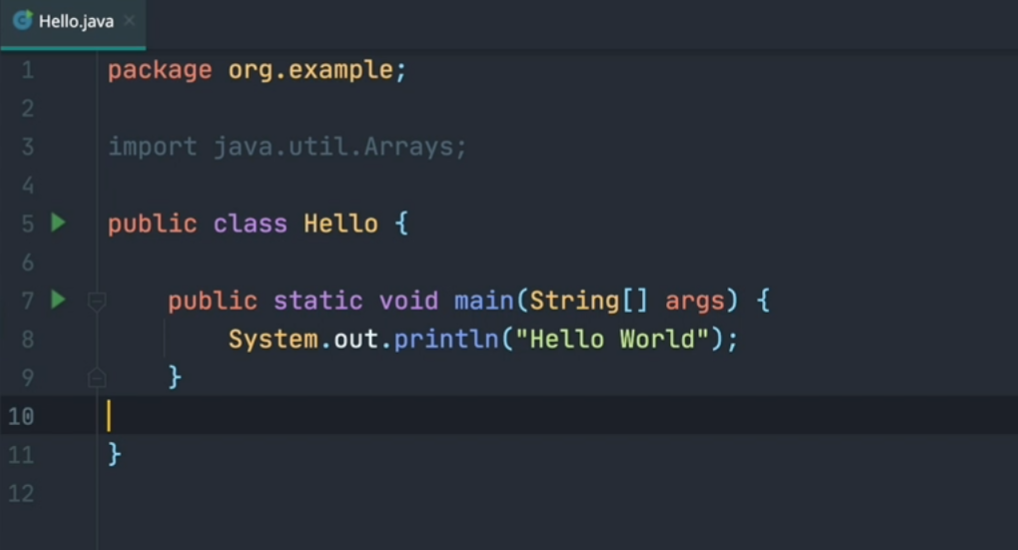 Hello.java
1 package org.example;
2
3 import java.util.Arrays;
4
5 public class Hello {
6
7 public static void main(String[] args) {
8 System.out.println("Hello World");
9 }
10
11 }
12